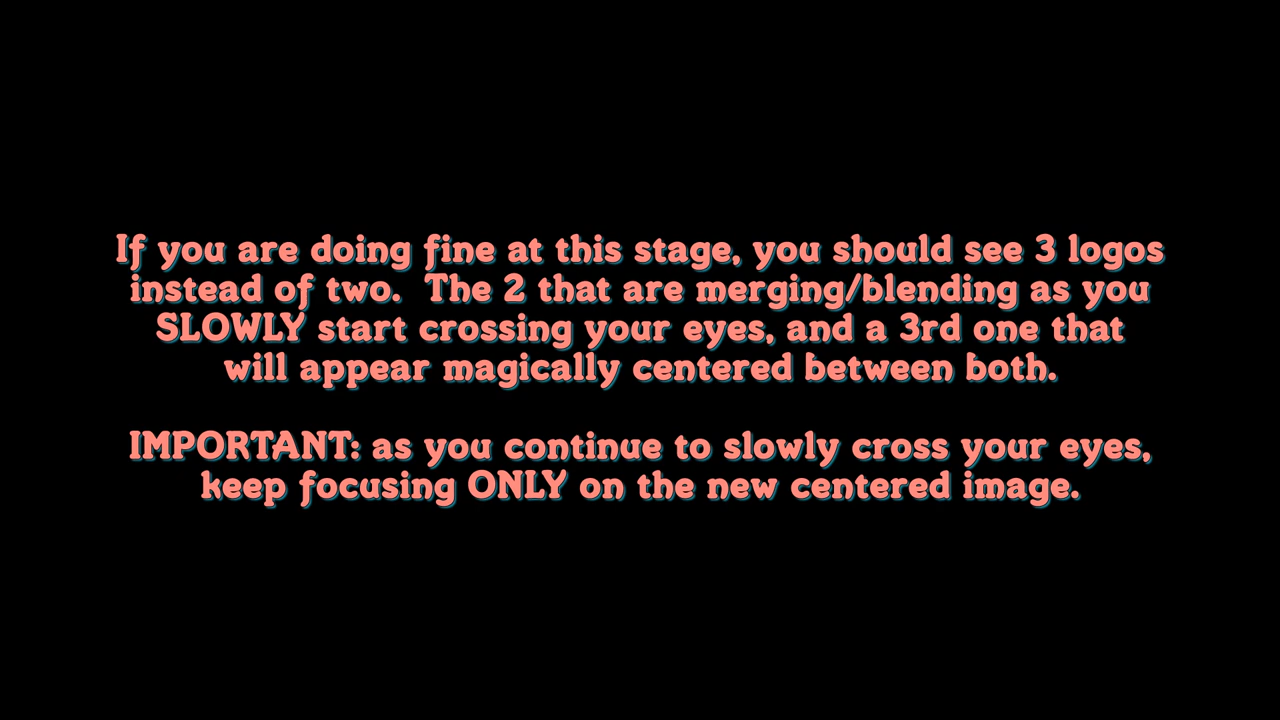 If you are doing fine at this stage, you should see 3 logos
instead of two.  The 2 that are merging/blending as you
SLOWLY start crossing your eyes, and a 3rd one that
will appear magically centered between both.
IMPORTANT: as you continue to slowly cross your eyes,
keep focusing ONLY on the new centered image.